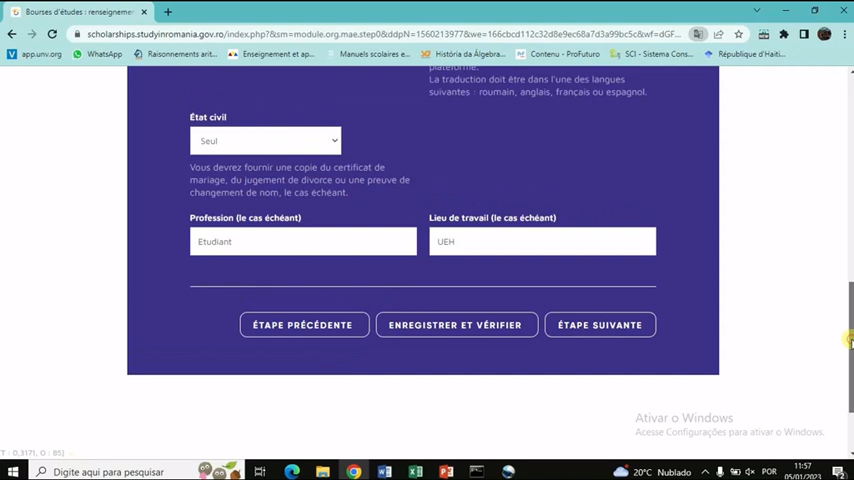 Bourses d'études : renseignemer
scholarships.studyinromania.gov.ro/index.php?&sm=module.org.mae.step0&ddpN=1560213977&we=166cbcd112c32d8e9ec68a7d3a99bc5c&wf=dGF...
app.unv.org WhatsApp Raisonnements arit... Enseignement et ap... Manuels scolaires e... História da Álgebra... Contenu - ProFuturo SCI - Sistema Cons... République d'Haïti...
plateforme.
La traduction doit être dans l'une des langues
suivantes : roumain, anglais, français ou espagnol.
État civil
Seul
Vous devrez fournir une copie du certificat de
mariage, du jugement de divorce ou une preuve de
changement de nom, le cas échéant.
Profession (le cas échéant) Lieu de travail (le cas échéant)
Etudiant UEH
ÉTAPE PRÉCÉDENTE ENREGISTRER ET VÉRIFIER ÉTAPE SUIVANTE
Ativar o Windows
Acesse Configurações para ativar o Windows.
T : 0,3171, O : 85]
Digite aqui para pesquisar 20°C Nublado POR 11:57
05/01/2023